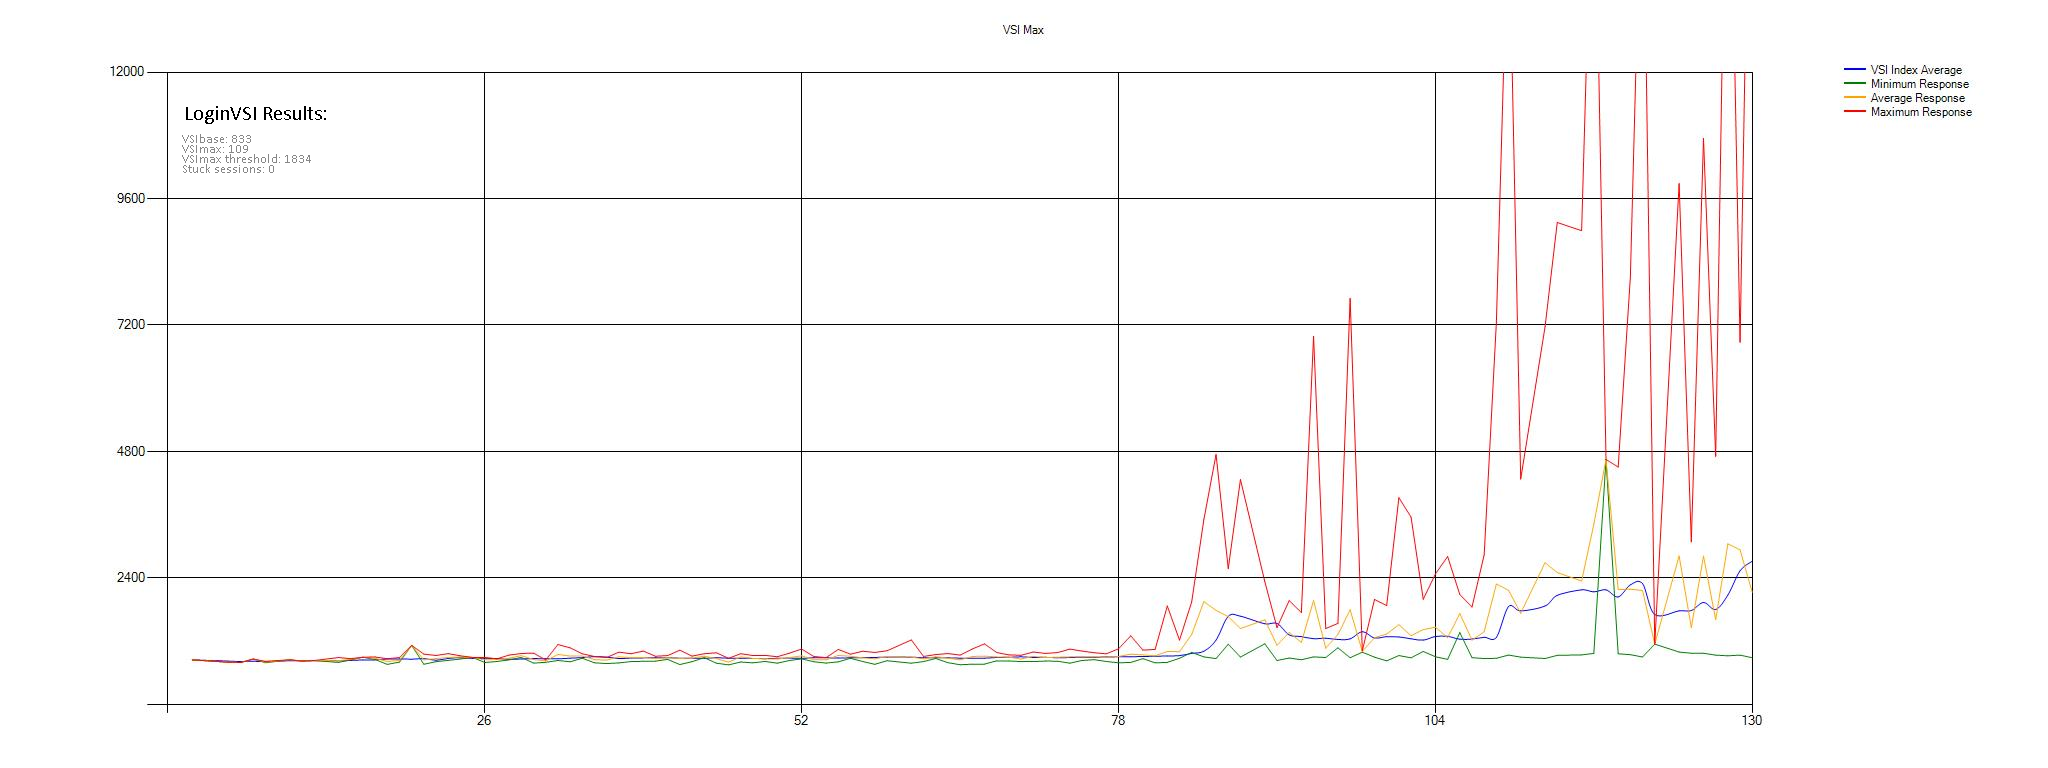 VSI Max
12000
9600
7200
4800
2400
LoginVSI Results:
VSIbase: 833
VSImax: 109
VSImax threshold: 1834
Stuck sessions: 0
26
52
78
104
130
VSI Index Average
Minimum Response
Average Response
Maximum Response